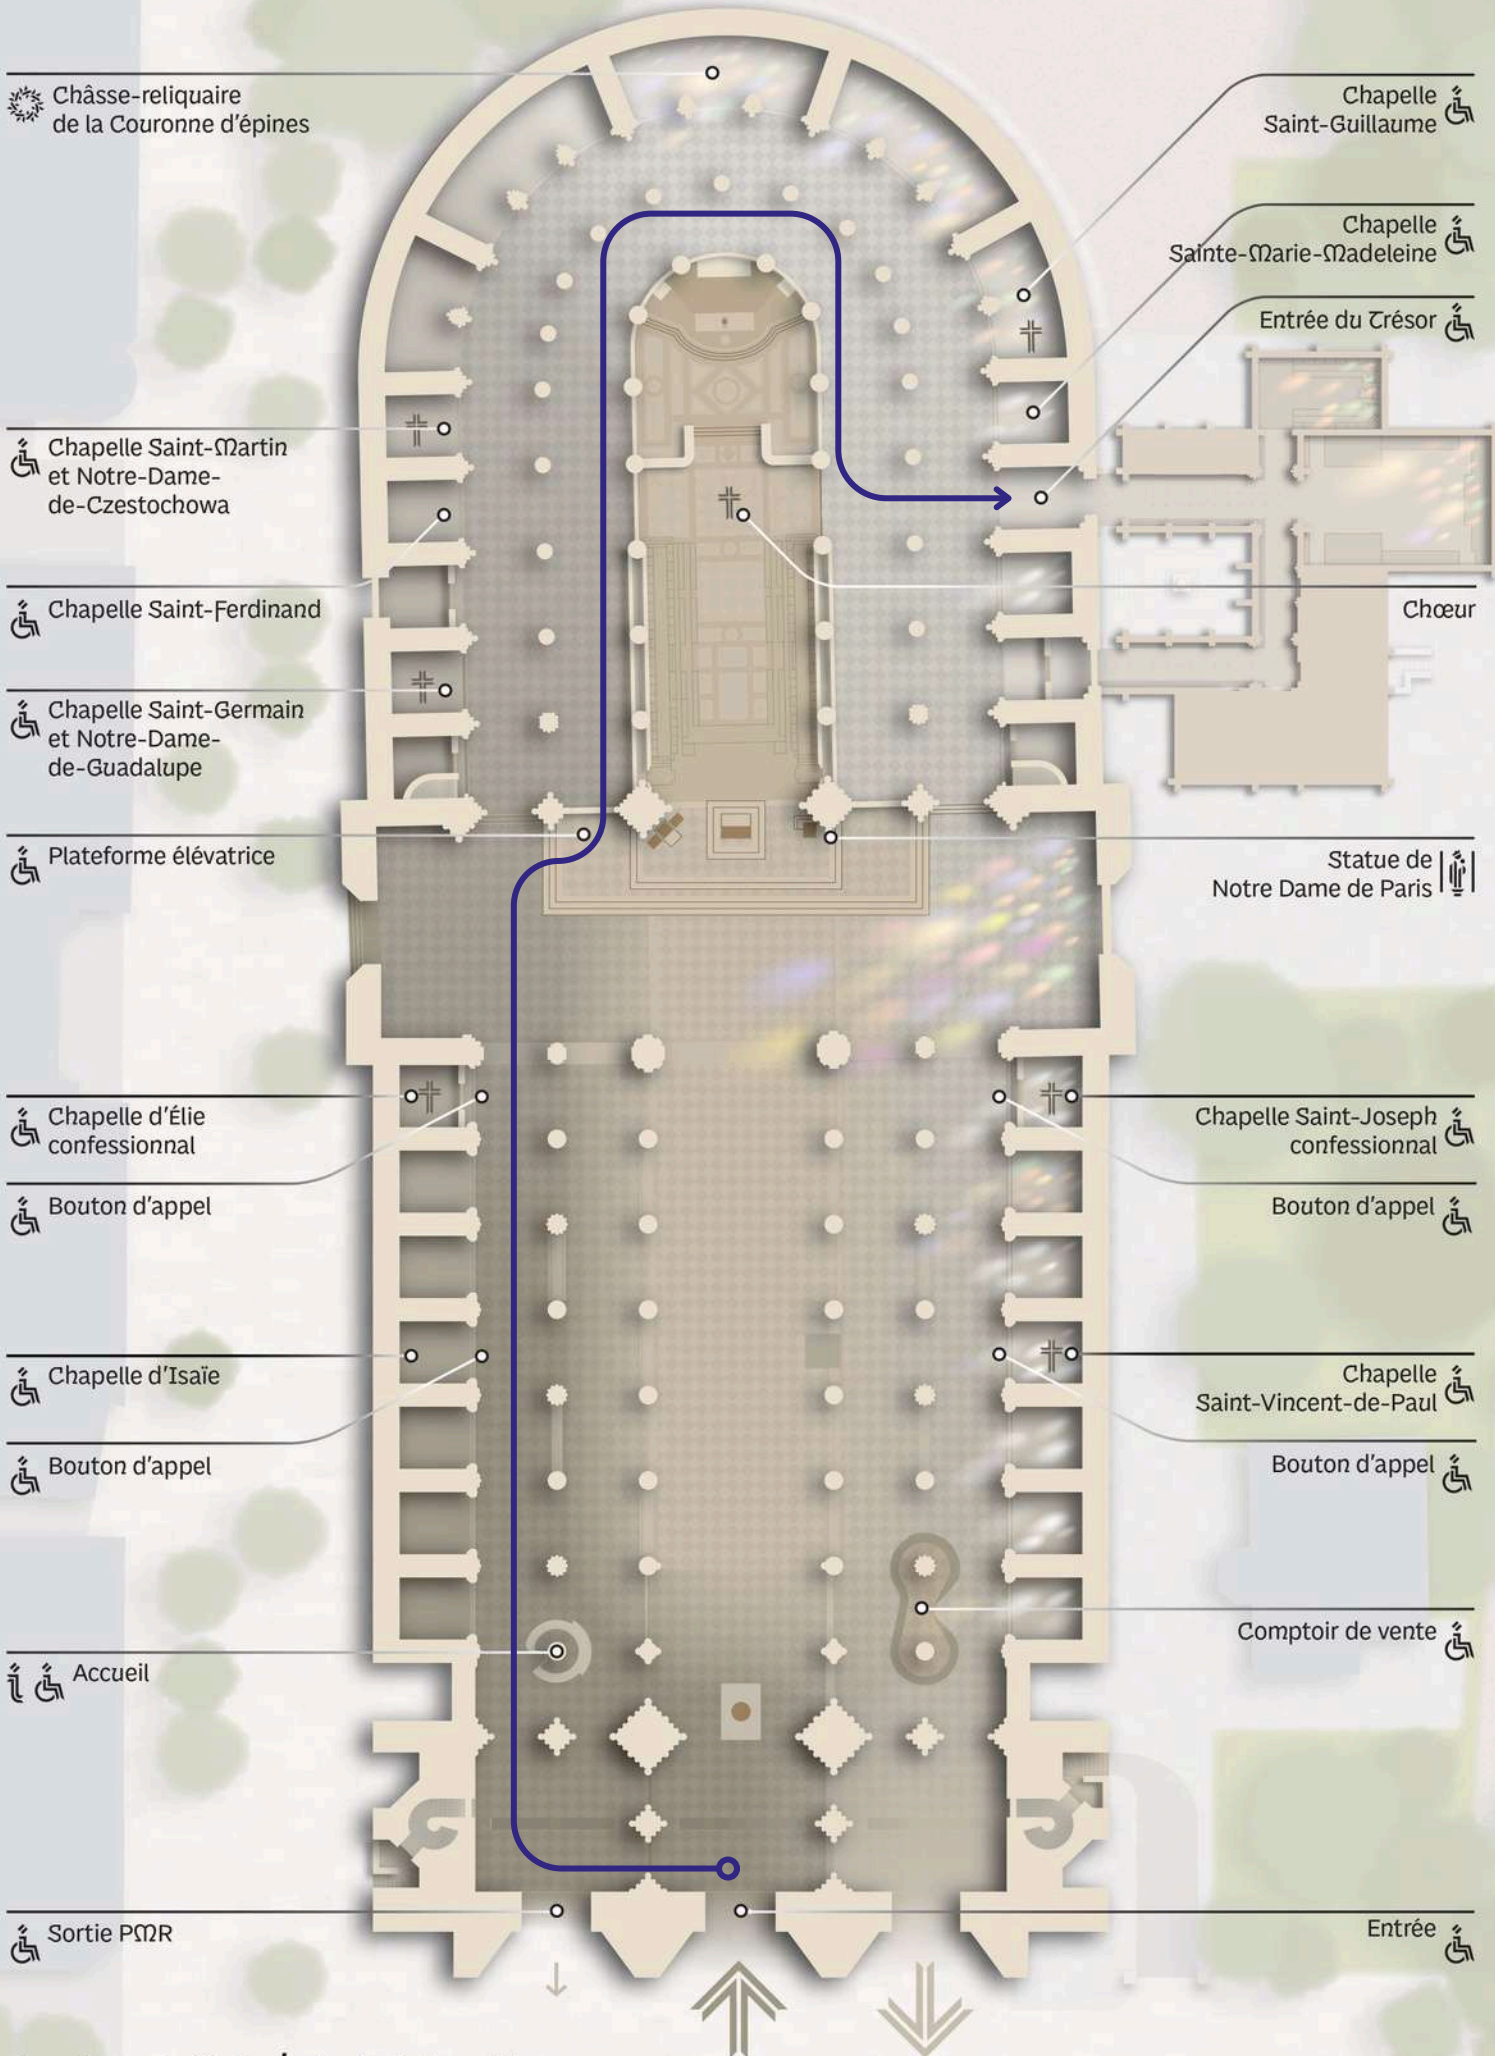 Châsse-reliquaire
de la Couronne d'épines
Chapelle Saint-Martin
et Notre-Dame-
de-Czestochowa
Chapelle Saint-Ferdinand
Chapelle Saint-Germain
et Notre-Dame-
de-Guadalupe
Plateforme élévatrice
Chapelle d'Élie
confessionnal
Bouton d'appel
Chapelle d'Isaïe
Bouton d'appel
Accueil
Sortie PMR
Chapelle
Saint-Guillaume
Chapelle
Sainte-Marie-Madeleine
Entrée du Trésor
Chœur
Statue de
Notre Dame de Paris
Chapelle Saint-Joseph
confessionnal
Bouton d'appel
Chapelle
Saint-Vincent-de-Paul
Bouton d'appel
Comptoir de vente
Entrée